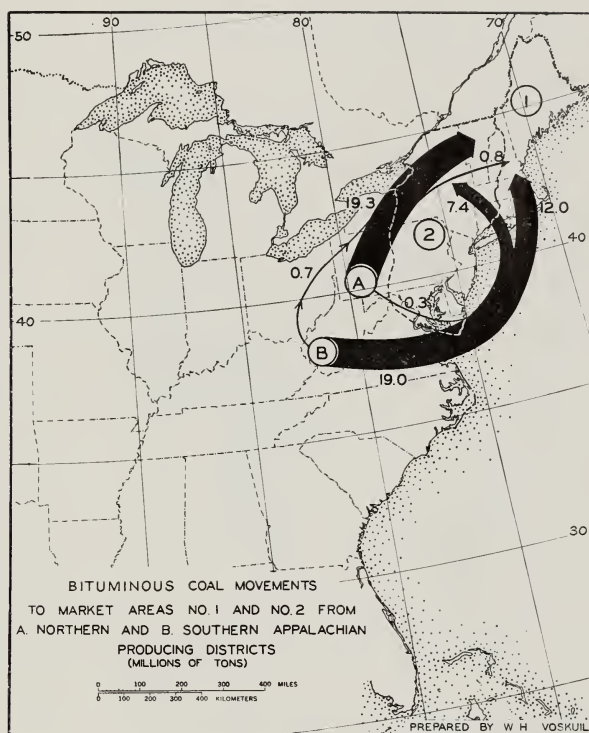 90
80
70
50
1
0.8
19.3
7.4
12.0
2
40
0.7
A
0.3
40
B
19.0
30
BITUMINOUS COAL MOVEMENTS
TO MARKET AREAS NO. 1 AND NO. 2 FROM
A. NORTHERN AND B. SOUTHERN APPALACHIAN
PRODUCING DISTRICTS
(MILLIONS OF TONS)
0 100 200 300 400 MILES
0 100 200 300 400 KILOMETERS
PREPARED BY W H VOSKUIL